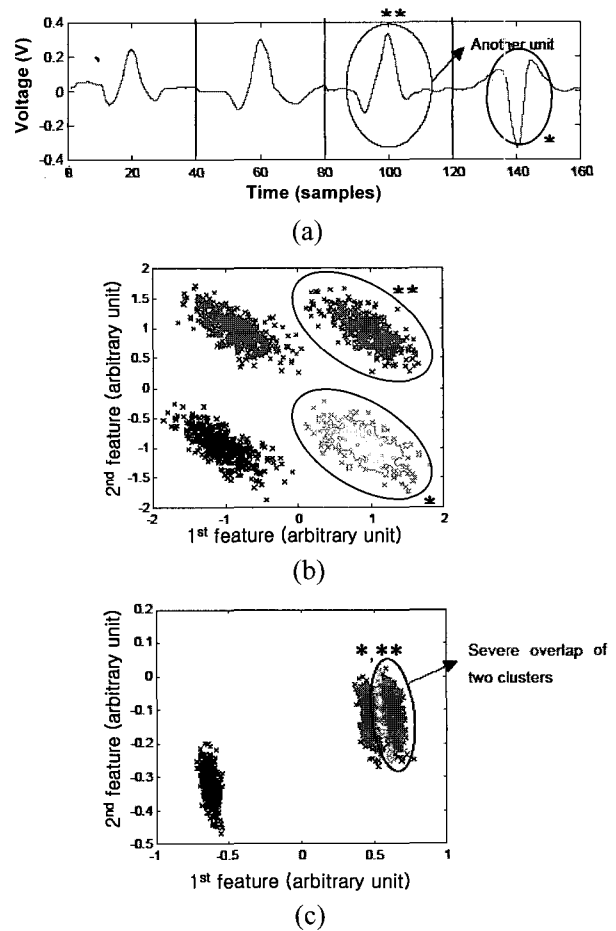 **
Another unit
Voltage (V)
0.4
0.2
0
-0.2
-0.4
*
0 20 40 60 80 100 120 140 160
Time (samples)
(a)
2nd feature (arbitrary unit)
2
1.5
1
0.5
0
-0.5
-1
-1.5
-2
**
*
-2 -1 0 1 2
1st feature (arbitrary unit)
(b)
2nd feature (arbitrary unit)
0.2
0.1
0
-0.1
-0.2
-0.3
-0.4
-0.5
*,**
Severe overlap of
two clusters
-1 -0.5 0 0.5 1
1st feature (arbitrary unit)
(c)